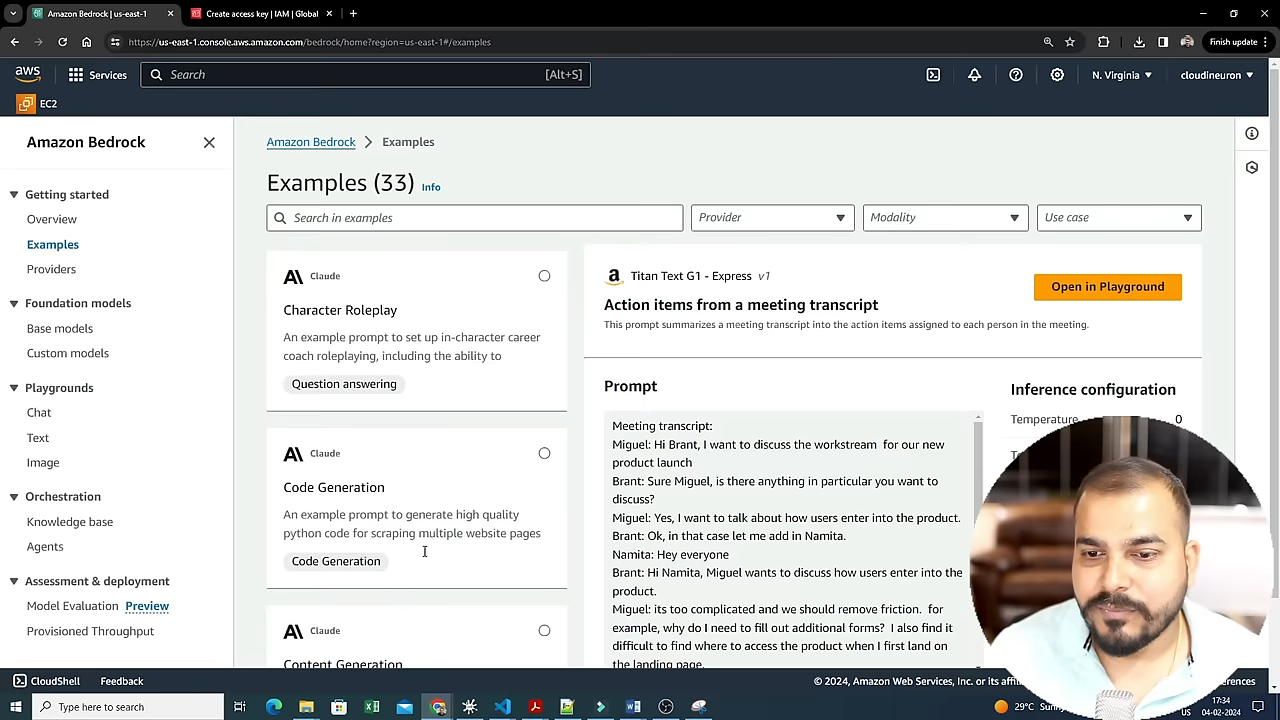 Amazon Bedrock | us-east-1
Create access key | IAM | Global
https://us-east-1.console.aws.amazon.com/bedrock/home?region=us-east-1#/examples
Finish update
aws
Services
Search
[Alt+S]
N. Virginia
cloudineuron
EC2
Amazon Bedrock
Getting started
Overview
Examples
Providers
Foundation models
Base models
Custom models
Playgrounds
Chat
Text
Image
Orchestration
Knowledge base
Agents
Assessment & deployment
Model Evaluation Preview
Provisioned Throughput
Amazon Bedrock > Examples
Examples (33) Info
Search in examples
Provider
Modality
Use case
Claude
Character Roleplay
An example prompt to set up in-character career
coach roleplaying, including the ability to
Question answering
Claude
Code Generation
An example prompt to generate high quality
python code for scraping multiple website pages
Code Generation
Claude
Content Generation
Titan Text G1 - Express v1
Open in Playground
Action items from a meeting transcript
This prompt summarizes a meeting transcript into the action items assigned to each person in the meeting.
Prompt
Meeting transcript:
Miguel: Hi Brant, I want to discuss the workstream for our new
product launch
Brant: Sure Miguel, is there anything in particular you want to
discuss?
Miguel: Yes, I want to talk about how users enter into the product.
Brant: Ok, in that case let me add in Namita.
Namita: Hey everyone
Brant: Hi Namita, Miguel wants to discuss how users enter into the
product.
Miguel: its too complicated and we should remove friction. for
example, why do I need to fill out additional forms? I also find it
difficult to find where to access the product when I first land on
the landing page.
Inference configuration
Temperature 0
CloudShell
Feedback
© 2024, Amazon Web Services, Inc. or its
Type here to search
29°C
17:34
04-02-2024